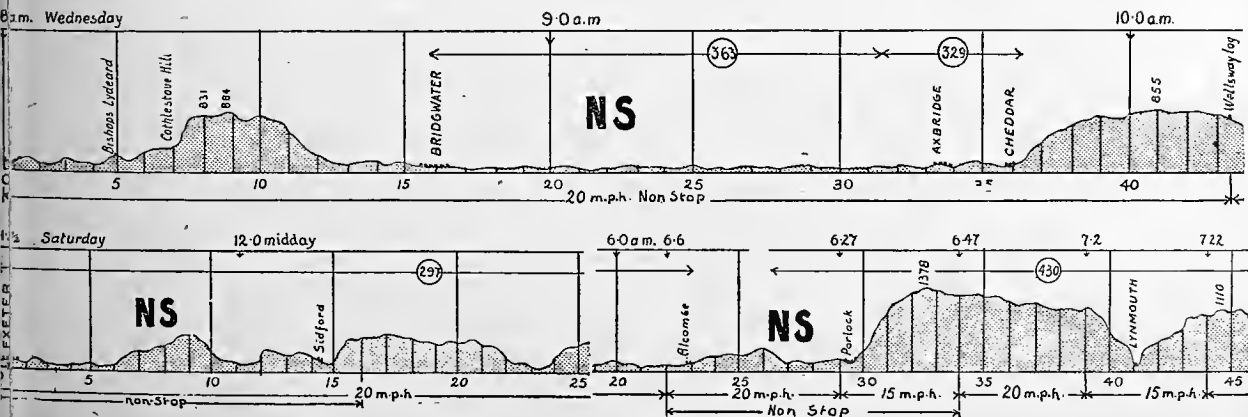 8 a.m. Wednesday 9·0 a.m 10·0 a.m.
363 329
Bishops Lydeard
Cothlestone Hill
831
884
BRIDGWATER
NS
AXBRIDGE
CHEDDAR
855
Wellsway log
5 10 15 20 25 30 35 40
20 m.p.h. Non Stop
Saturday 12·0 midday
297
NS
EXETER
Sidford
5 10 15 20 25
non-stop 20 m.p.h
6·0 am. 6·6 6·27 6·47 7·2 7 22
430
Alcombe
NS
Porlock
1378
LYNMOUTH
1110
20 25 30 35 40 45
20 m.p.h. 15 m.p.h. 20 m.p.h. 15 m.p.h.
Non Stop